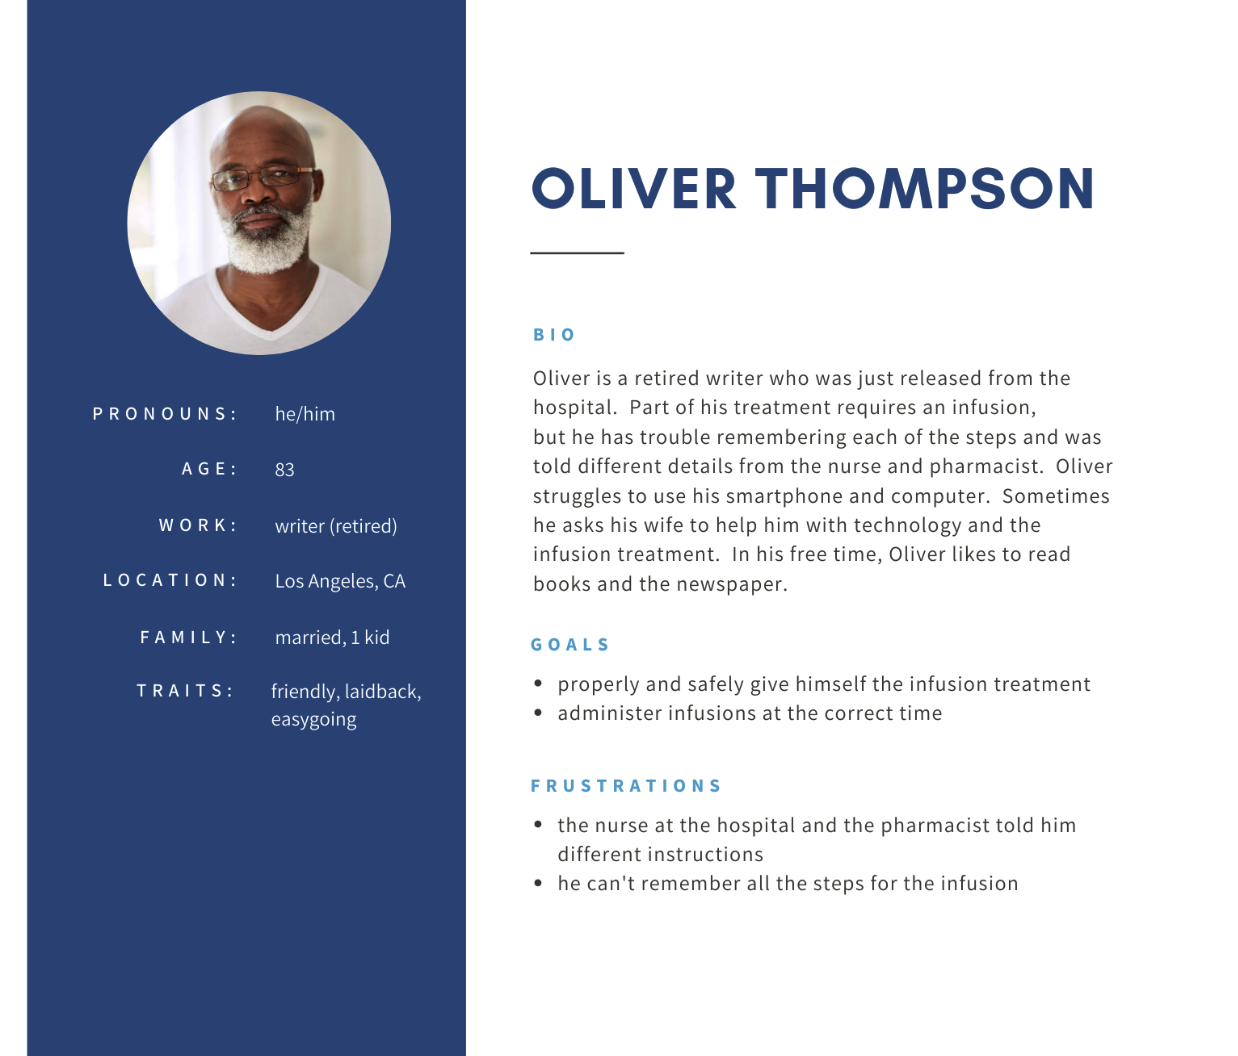 OLIVER THOMPSON
PRONOUNS: he/him
AGE: 83
WORK: writer (retired)
LOCATION: Los Angeles, CA
FAMILY: married, 1 kid
TRAITS: friendly, laidback,
easygoing
BIO
Oliver is a retired writer who was just released from the
hospital.  Part of his treatment requires an infusion,
but he has trouble remembering each of the steps and was
told different details from the nurse and pharmacist.  Oliver
struggles to use his smartphone and computer.  Sometimes
he asks his wife to help him with technology and the
infusion treatment.  In his free time, Oliver likes to read
books and the newspaper.
GOALS
• properly and safely give himself the infusion treatment
• administer infusions at the correct time
FRUSTRATIONS
• the nurse at the hospital and the pharmacist told him
different instructions
• he can't remember all the steps for the infusion